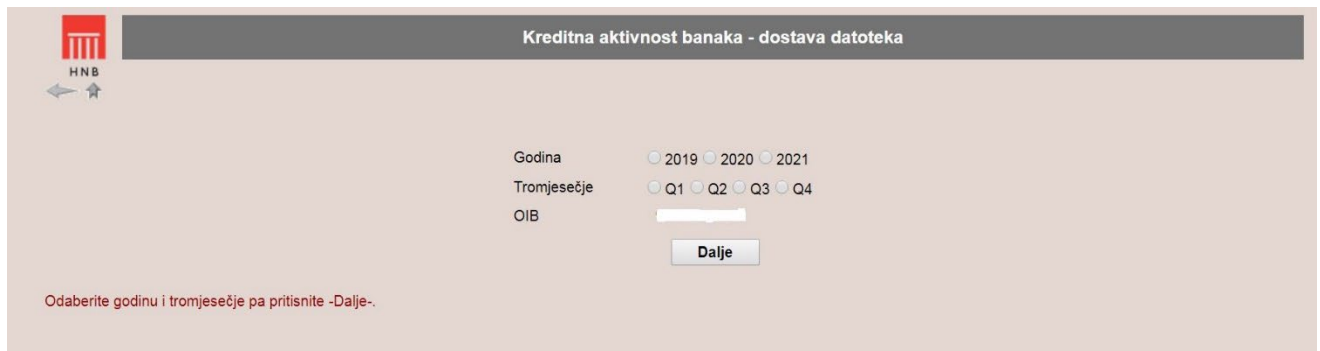 Kreditna aktivnost banaka - dostava datoteka
HNB
Godina 2019 2020 2021
Tromjesečje Q1 Q2 Q3 Q4
OIB
Dalje
Odaberite godinu i tromjesečje pa pritisnite -Dalje-.